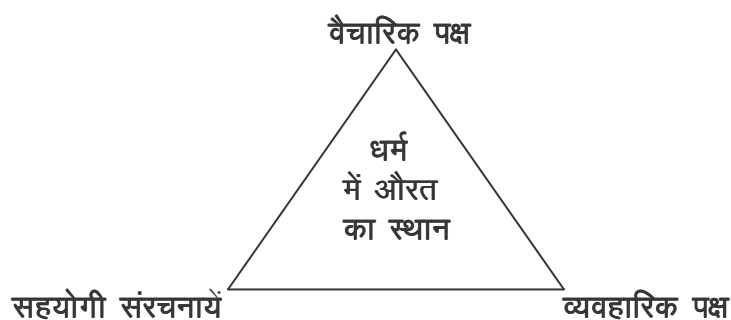 वैचारिक पक्ष
धर्म
में औरत
का स्थान
सहयोगी संरचनायें
व्यवहारिक पक्ष